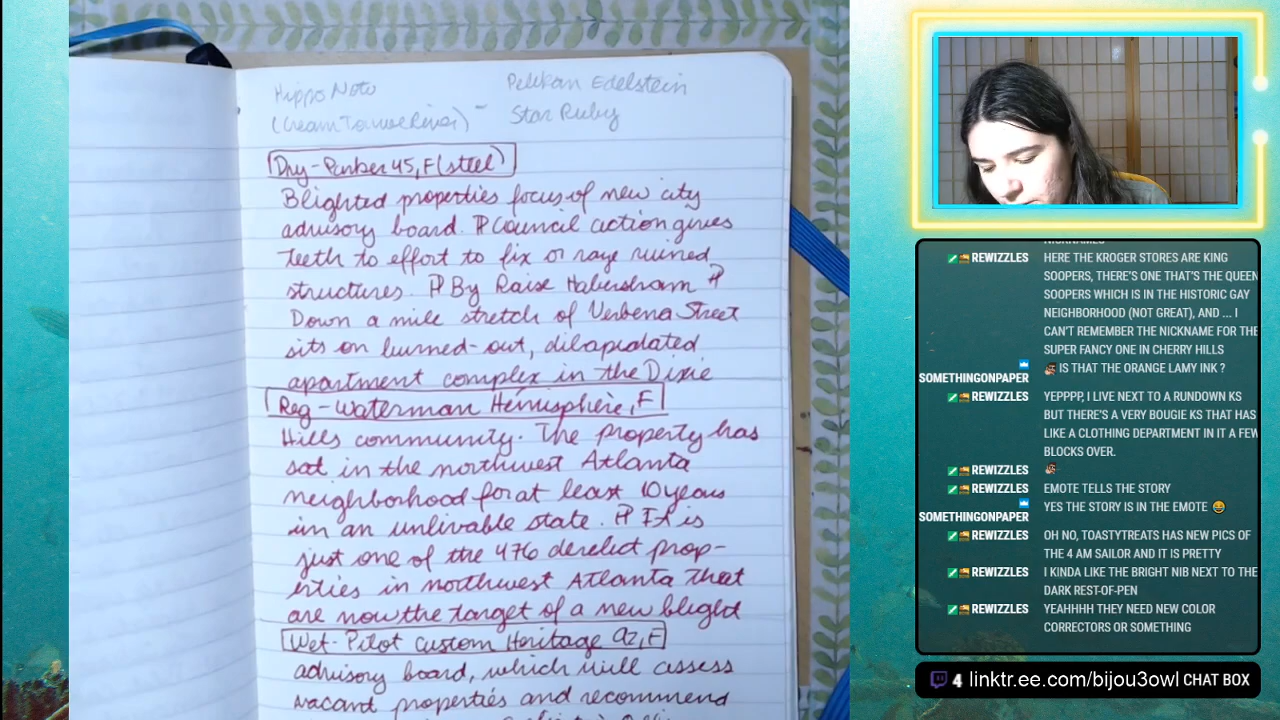 Hippo Noto
(Cream Tomoe River) -
Pelikan Edelstein
Star Ruby
Dry-Parker 45, F (steel)
Blighted properties focus of new city
advisory board. ¶ Council action gives
teeth to effort to fix or raze ruined
structures. ¶ By Raise Habersham ¶
Down a mile stretch of Verbena Street
sits on burned-out, dilapidated
apartment complex in the Dixie
Reg-Waterman Hemisphere, F
Hills community. The property has
sat in the northwest Atlanta
neighborhood for at least 10 years
in an unlivable state. ¶ It is
just one of the 476 derelict prop-
erties in northwest Atlanta that
are now the target of a new blight
Wet-Pilot Custom Heritage 92, F
advisory board, which will assess
vacant properties and recommend
NICKNAMES
REWIZZLES HERE THE KROGER STORES ARE KING
SOOPERS, THERE'S ONE THAT'S THE QUEEN
SOOPERS WHICH IS IN THE HISTORIC GAY
NEIGHBORHOOD (NOT GREAT), AND ... I
CAN'T REMEMBER THE NICKNAME FOR THE
SUPER FANCY ONE IN CHERRY HILLS
SOMETHINGONPAPER IS THAT THE ORANGE LAMY INK ?
REWIZZLES YEPPPP, I LIVE NEXT TO A RUNDOWN KS
BUT THERE'S A VERY BOUGIE KS THAT HAS
LIKE A CLOTHING DEPARTMENT IN IT A FEW
BLOCKS OVER.
REWIZZLES
REWIZZLES EMOTE TELLS THE STORY
SOMETHINGONPAPER YES THE STORY IS IN THE EMOTE 😅
REWIZZLES OH NO, TOASTYTREATS HAS NEW PICS OF
THE 4 AM SAILOR AND IT IS PRETTY
REWIZZLES I KINDA LIKE THE BRIGHT NIB NEXT TO THE
DARK REST-OF-PEN
REWIZZLES YEAHHHH THEY NEED NEW COLOR
CORRECTORS OR SOMETHING
4 linktr.ee.com/bijou3owl CHAT BOX